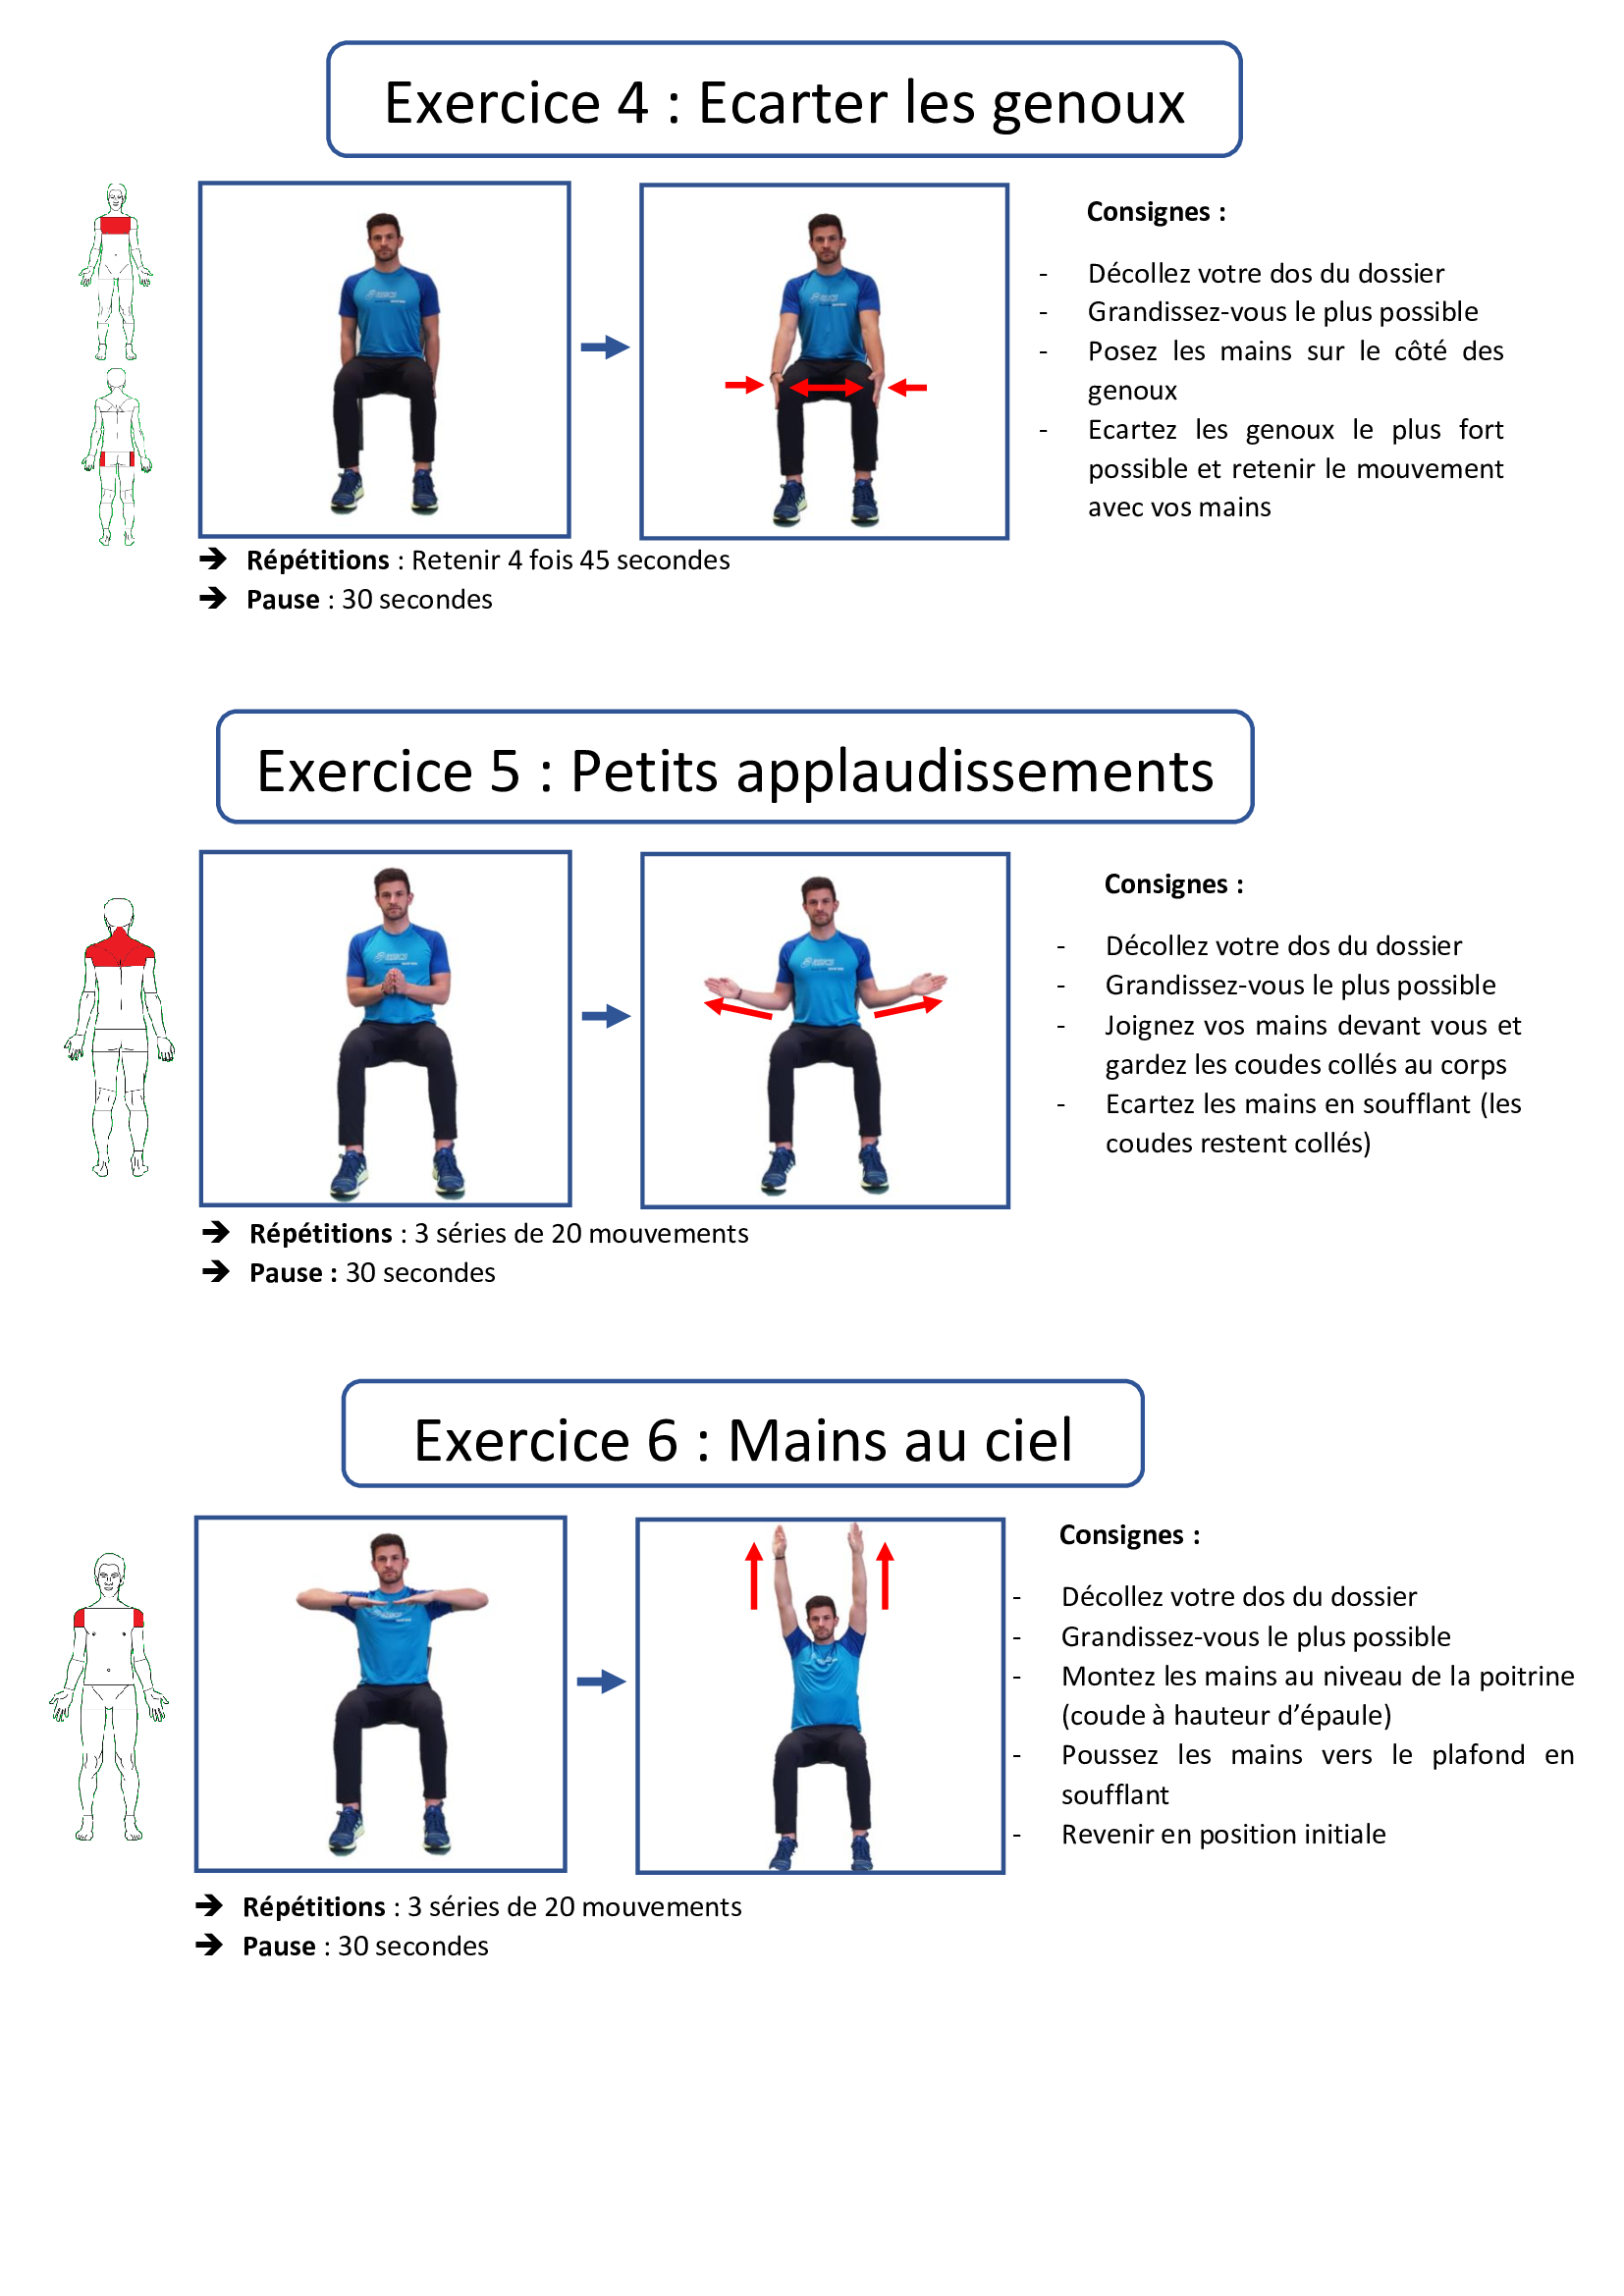 Exercice 4 : Ecarter les genoux
Consignes :
- Décollez votre dos du dossier
- Grandissez-vous le plus possible
- Posez les mains sur le côté des
genoux
- Ecartez les genoux le plus fort
possible et retenir le mouvement
avec vos mains
➔ Répétitions : Retenir 4 fois 45 secondes
➔ Pause : 30 secondes
Exercice 5 : Petits applaudissements
Consignes :
- Décollez votre dos du dossier
- Grandissez-vous le plus possible
- Joignez vos mains devant vous et
gardez les coudes collés au corps
- Ecartez les mains en soufflant (les
coudes restent collés)
➔ Répétitions : 3 séries de 20 mouvements
➔ Pause : 30 secondes
Exercice 6 : Mains au ciel
Consignes :
- Décollez votre dos du dossier
- Grandissez-vous le plus possible
- Montez les mains au niveau de la poitrine
(coude à hauteur d’épaule)
- Poussez les mains vers le plafond en
soufflant
- Revenir en position initiale
➔ Répétitions : 3 séries de 20 mouvements
➔ Pause : 30 secondes